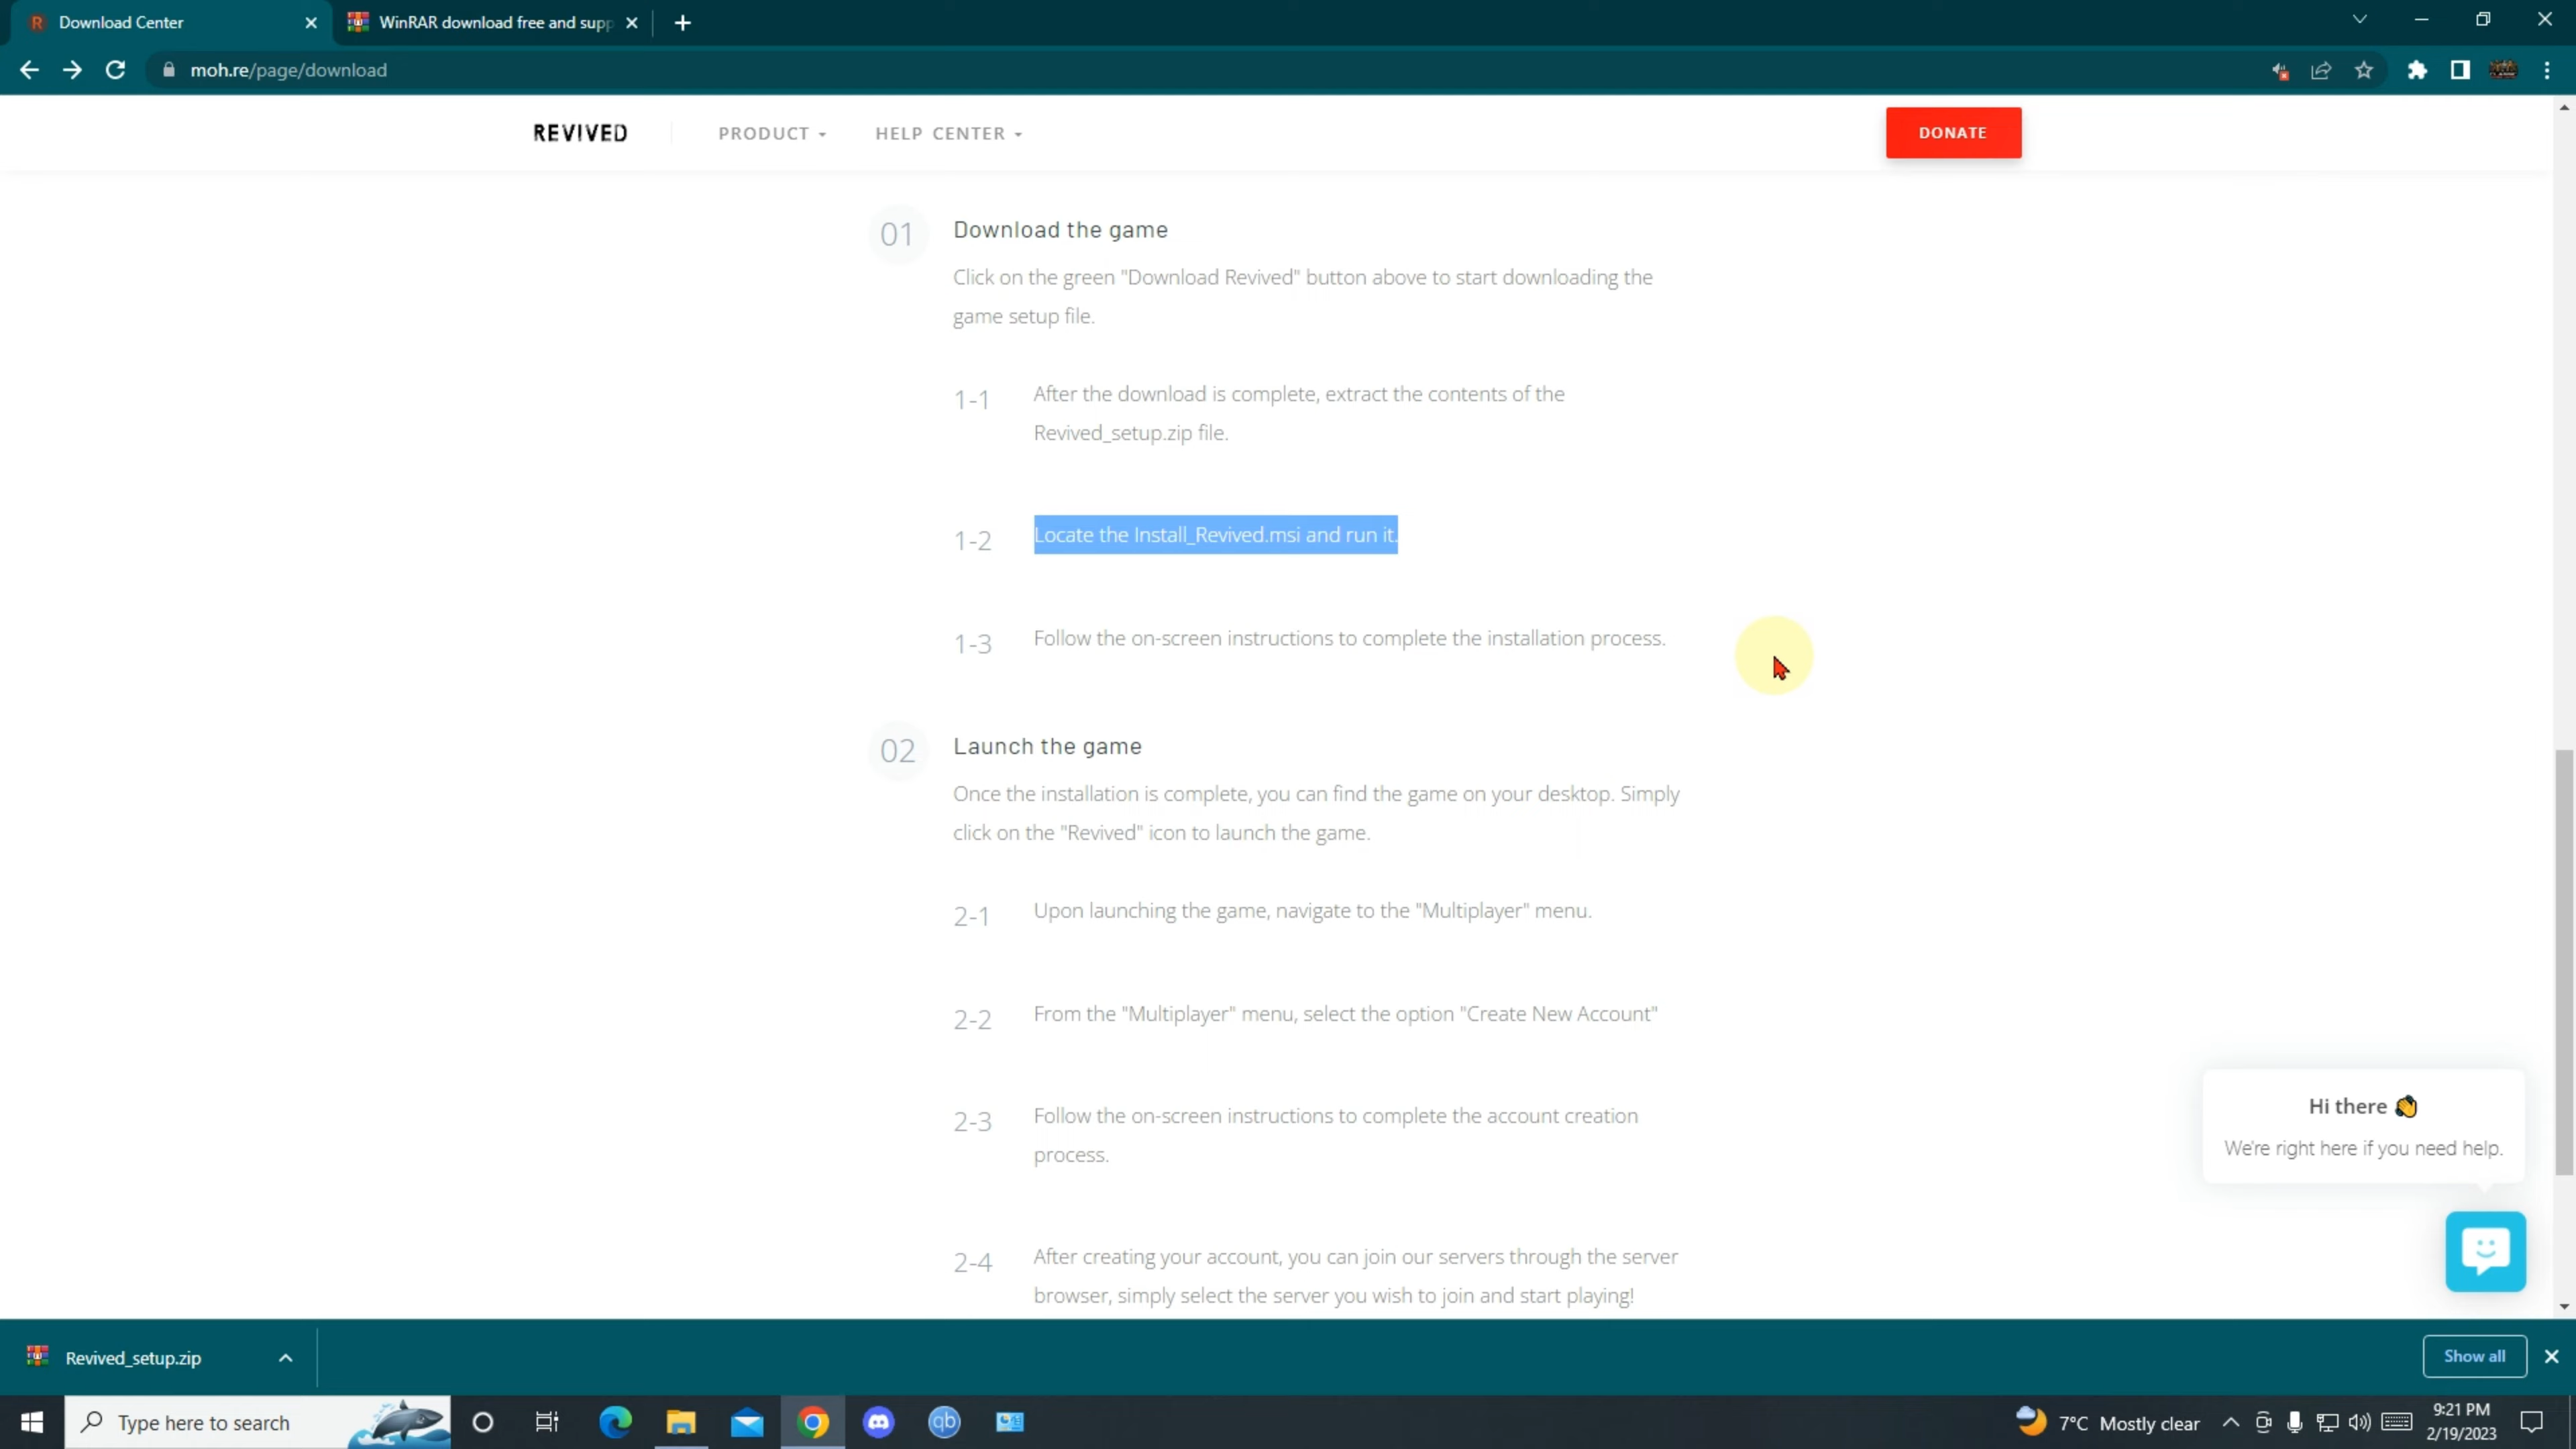 Download Center
WinRAR download free and supp
moh.re/page/download
REVIVED
PRODUCT
HELP CENTER
DONATE
01
Download the game
Click on the green "Download Revived" button above to start downloading the
game setup file.
1-1
After the download is complete, extract the contents of the
Revived_setup.zip file.
1-2
Locate the Install_Revived.msi and run it.
1-3
Follow the on-screen instructions to complete the installation process.
02
Launch the game
Once the installation is complete, you can find the game on your desktop. Simply
click on the "Revived" icon to launch the game.
2-1
Upon launching the game, navigate to the "Multiplayer" menu.
2-2
From the "Multiplayer" menu, select the option "Create New Account"
2-3
Follow the on-screen instructions to complete the account creation
process.
2-4
After creating your account, you can join our servers through the server
browser, simply select the server you wish to join and start playing!
Hi there 👏
We're right here if you need help.
Revived_setup.zip
Show all
Type here to search
qb
7°C Mostly clear
9:21 PM
2/19/2023